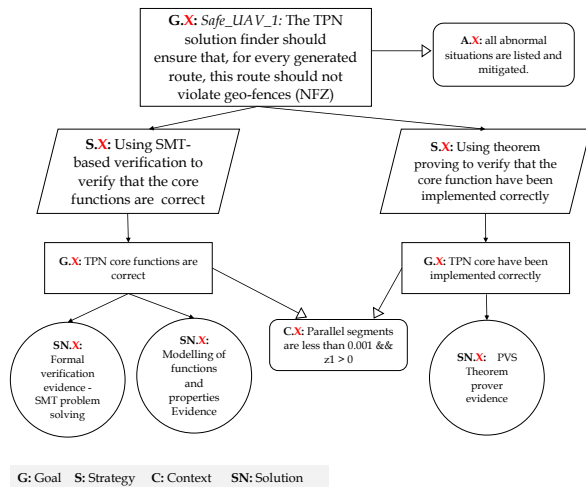 G.X: Safe_UAV_1: The TPN
solution finder should
ensure that, for every generated
route, this route should not
violate geo-fences (NFZ)
A.X: all abnormal
situations are listed and
mitigated.
S.X: Using SMT-
based verification to
verify that the core
functions are correct
S.X: Using theorem
proving to verify that the
core function have been
implemented correctly
G.X: TPN core functions are
correct
G.X: TPN core have been
implemented correctly
SN.X:
Formal
verification
evidence -
SMT problem
solving
SN.X:
Modelling of
functions
and
properties
Evidence
C.X: Parallel segments
are less than 0.001 &&
z1 > 0
SN.X: PVS
Theorem
prover
evidence
G: Goal S: Strategy C: Context SN: Solution